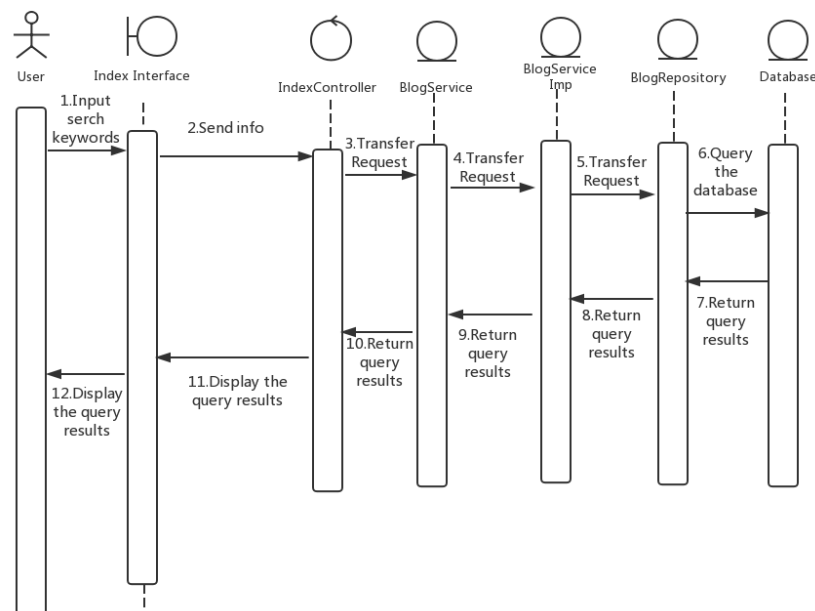 User
Index Interface
IndexController
BlogService
BlogService
Imp
BlogRepository
Database
1.Input
serch
keywords
2.Send info
3.Transfer
Request
4.Transfer
Request
5.Transfer
Request
6.Query
the
database
7.Return
query
results
8.Return
query
results
9.Return
query
results
10.Return
query
results
11.Display the
query results
12.Display
the query
results